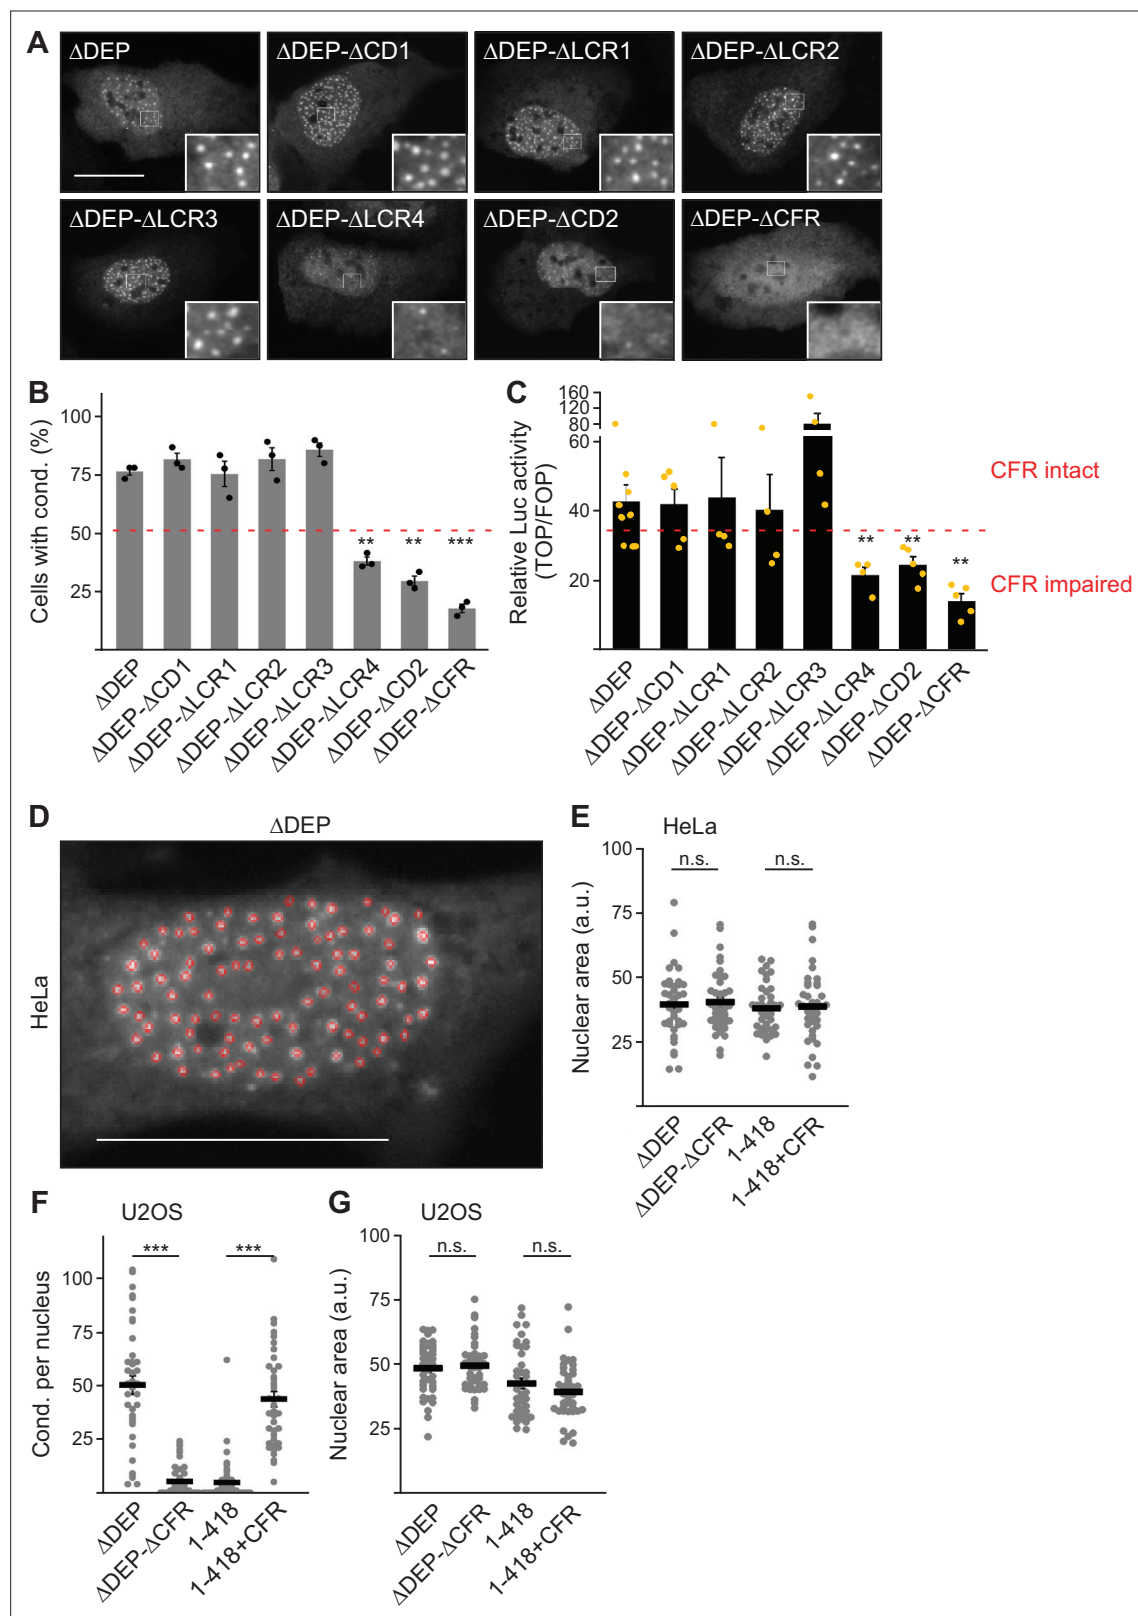 A
ΔDEP
ΔDEP-ΔCD1
ΔDEP-ΔLCR1
ΔDEP-ΔLCR2
ΔDEP-ΔLCR3
ΔDEP-ΔLCR4
ΔDEP-ΔCD2
ΔDEP-ΔCFR
B
Cells with cond. (%)
100
75
50
25
**
**
***
ΔDEP
ΔDEP-ΔCD1
ΔDEP-ΔLCR1
ΔDEP-ΔLCR2
ΔDEP-ΔLCR3
ΔDEP-ΔLCR4
ΔDEP-ΔCD2
ΔDEP-ΔCFR
C
Relative Luc activity
(TOP/FOP)
160
120
80
60
40
20
**
**
**
CFR intact
CFR impaired
ΔDEP
ΔDEP-ΔCD1
ΔDEP-ΔLCR1
ΔDEP-ΔLCR2
ΔDEP-ΔLCR3
ΔDEP-ΔLCR4
ΔDEP-ΔCD2
ΔDEP-ΔCFR
D
ΔDEP
HeLa
E
HeLa
Nuclear area (a.u.)
100
75
50
25
n.s.
n.s.
ΔDEP
ΔDEP-ΔCFR
1-418
1-418+CFR
F
U2OS
Cond. per nucleus
100
75
50
25
***
***
ΔDEP
ΔDEP-ΔCFR
1-418
1-418+CFR
G
U2OS
Nuclear area (a.u.)
100
75
50
25
n.s.
n.s.
ΔDEP
ΔDEP-ΔCFR
1-418
1-418+CFR